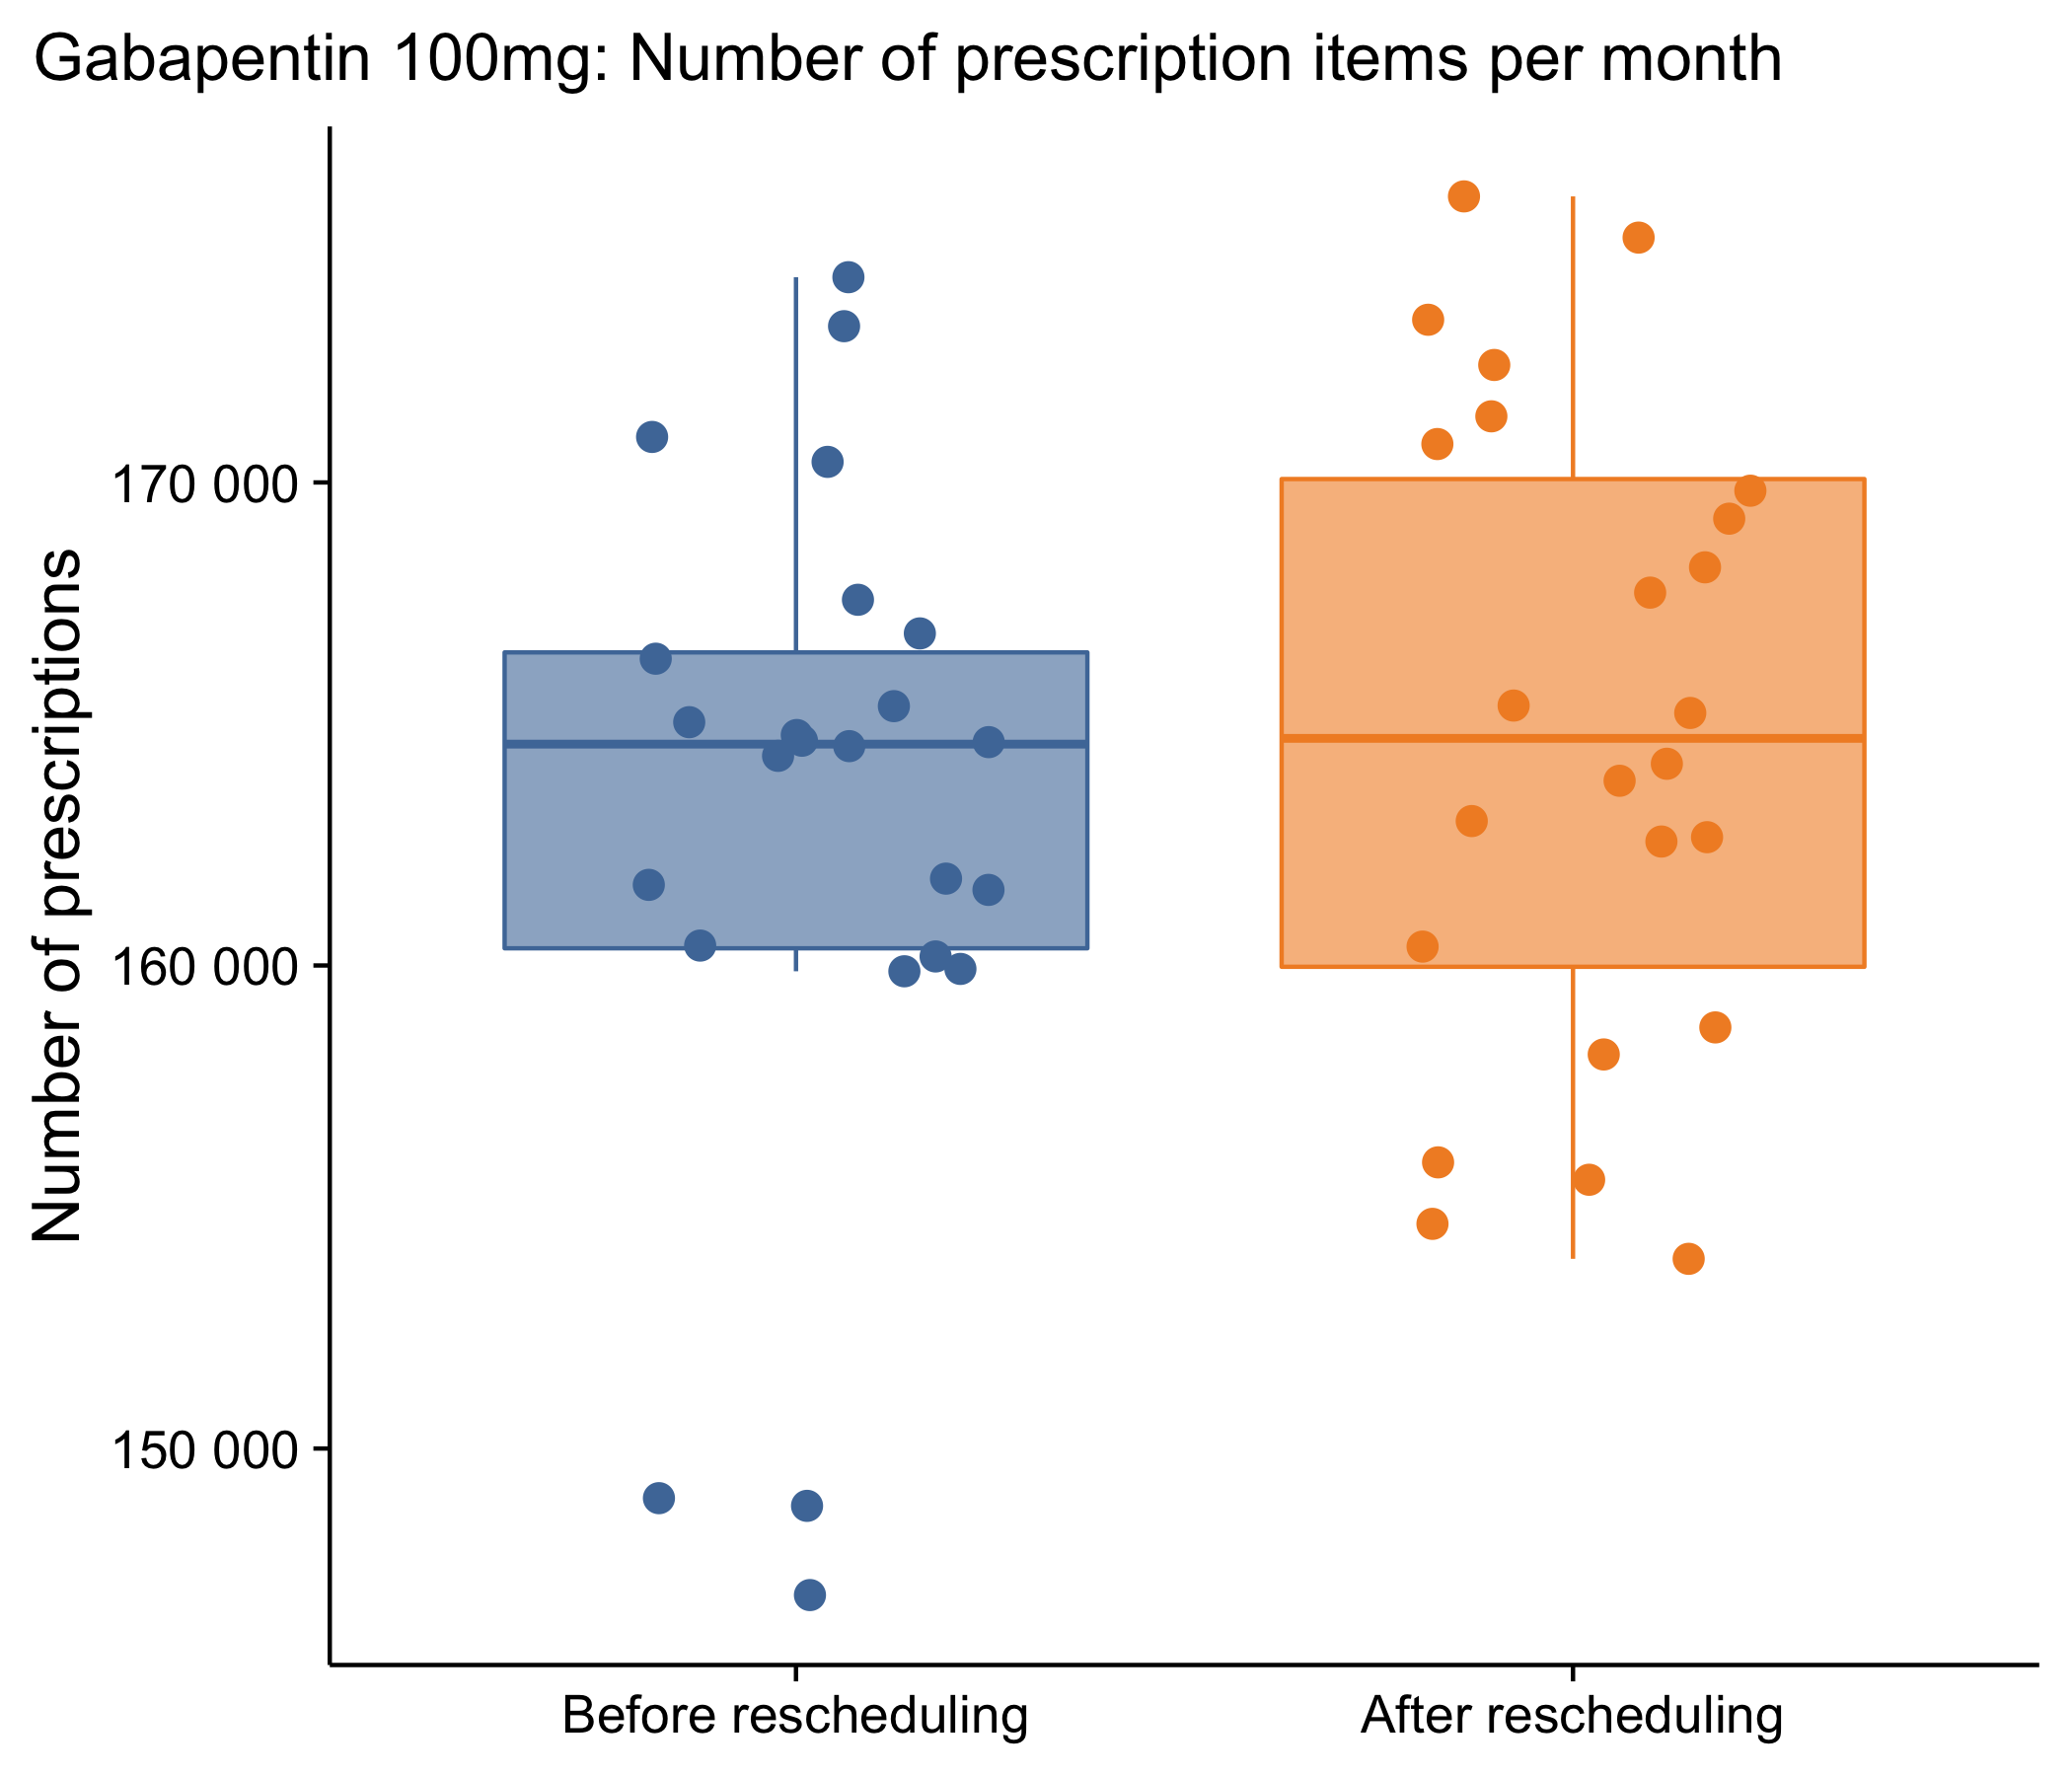 Gabapentin 100mg: Number of prescription items per month
Number of prescriptions
170 000
160 000
150 000
Before rescheduling
After rescheduling